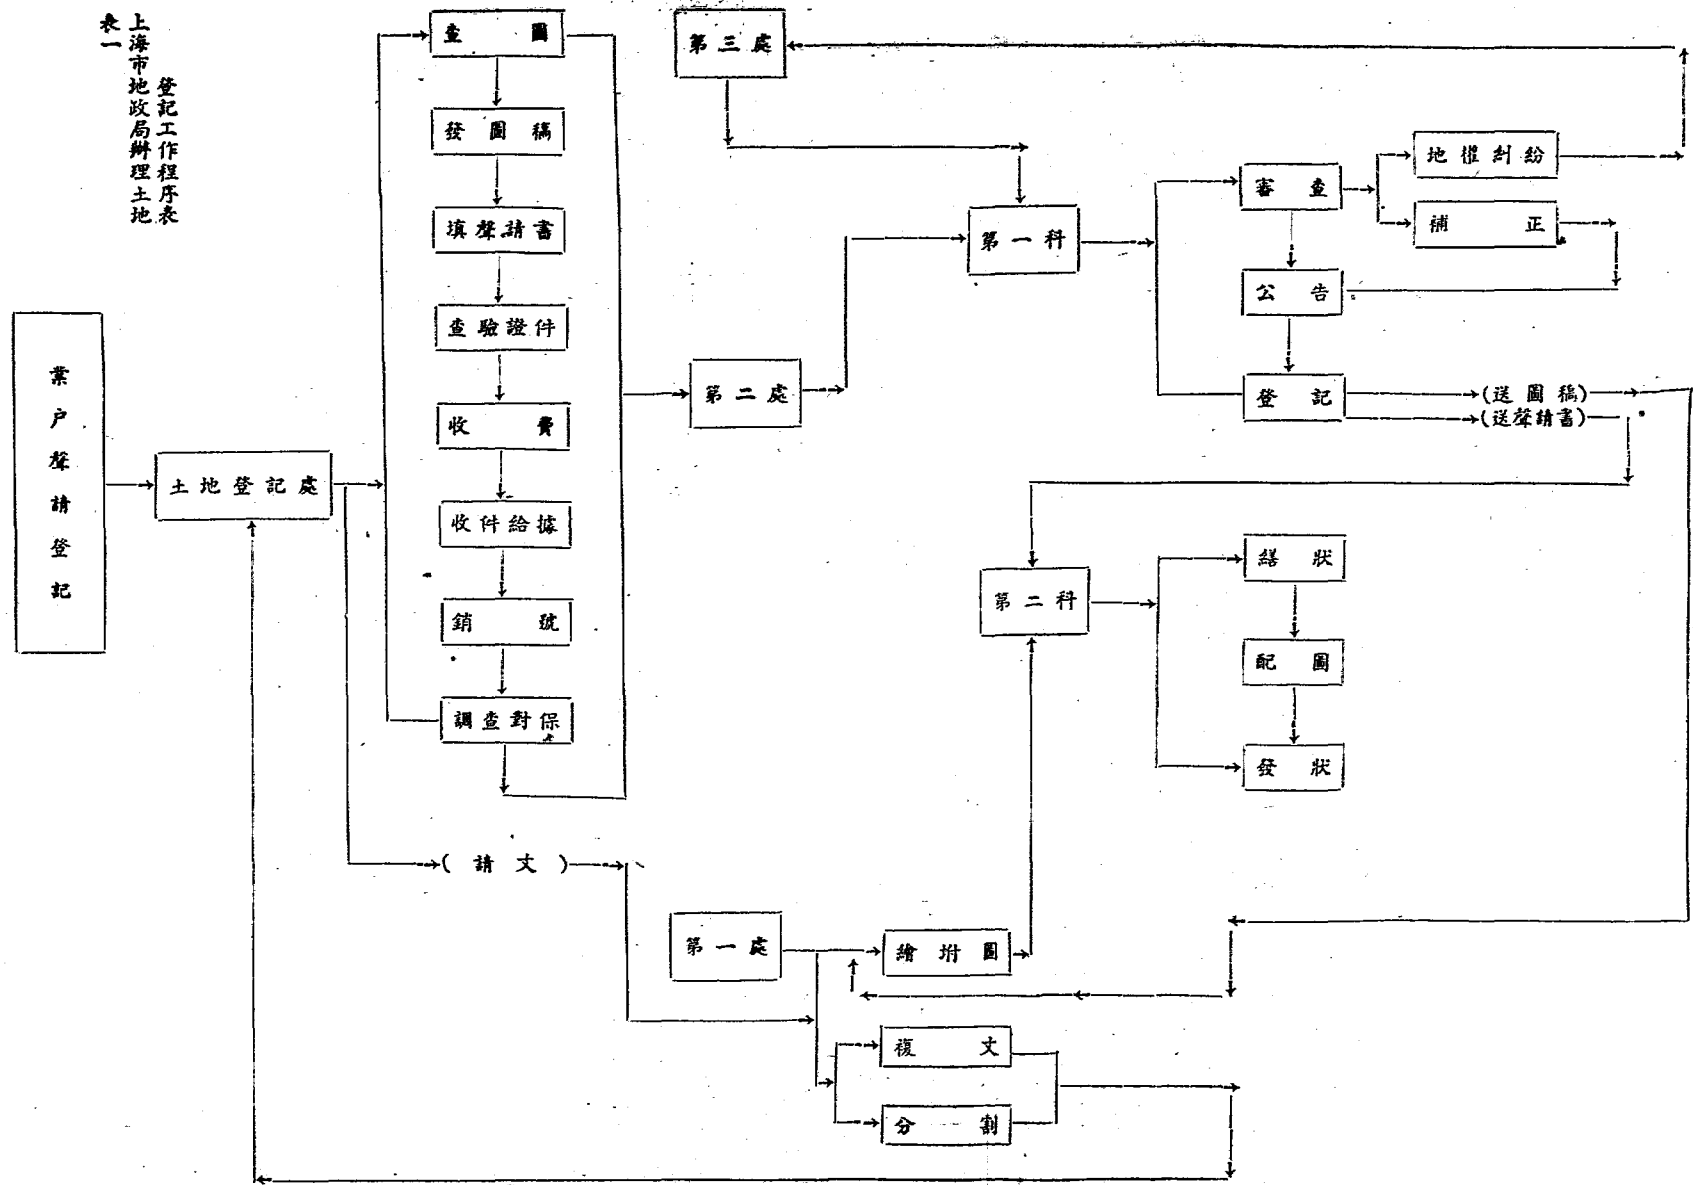 表一
上海市地政局辦理土地
登記工作程序表
業戶聲請登記
土地登記處
查圖
發圖稿
填聲請書
查驗證件
收費
收件給據
銷號
調查對保
(請丈)
第三處
第二處
第一處
第一科
審查
地權糾紛
補正
公告
登記
(送圖稿)
(送聲請書)
第二科
繕狀
配圖
發狀
繪坿圖
複丈
分割